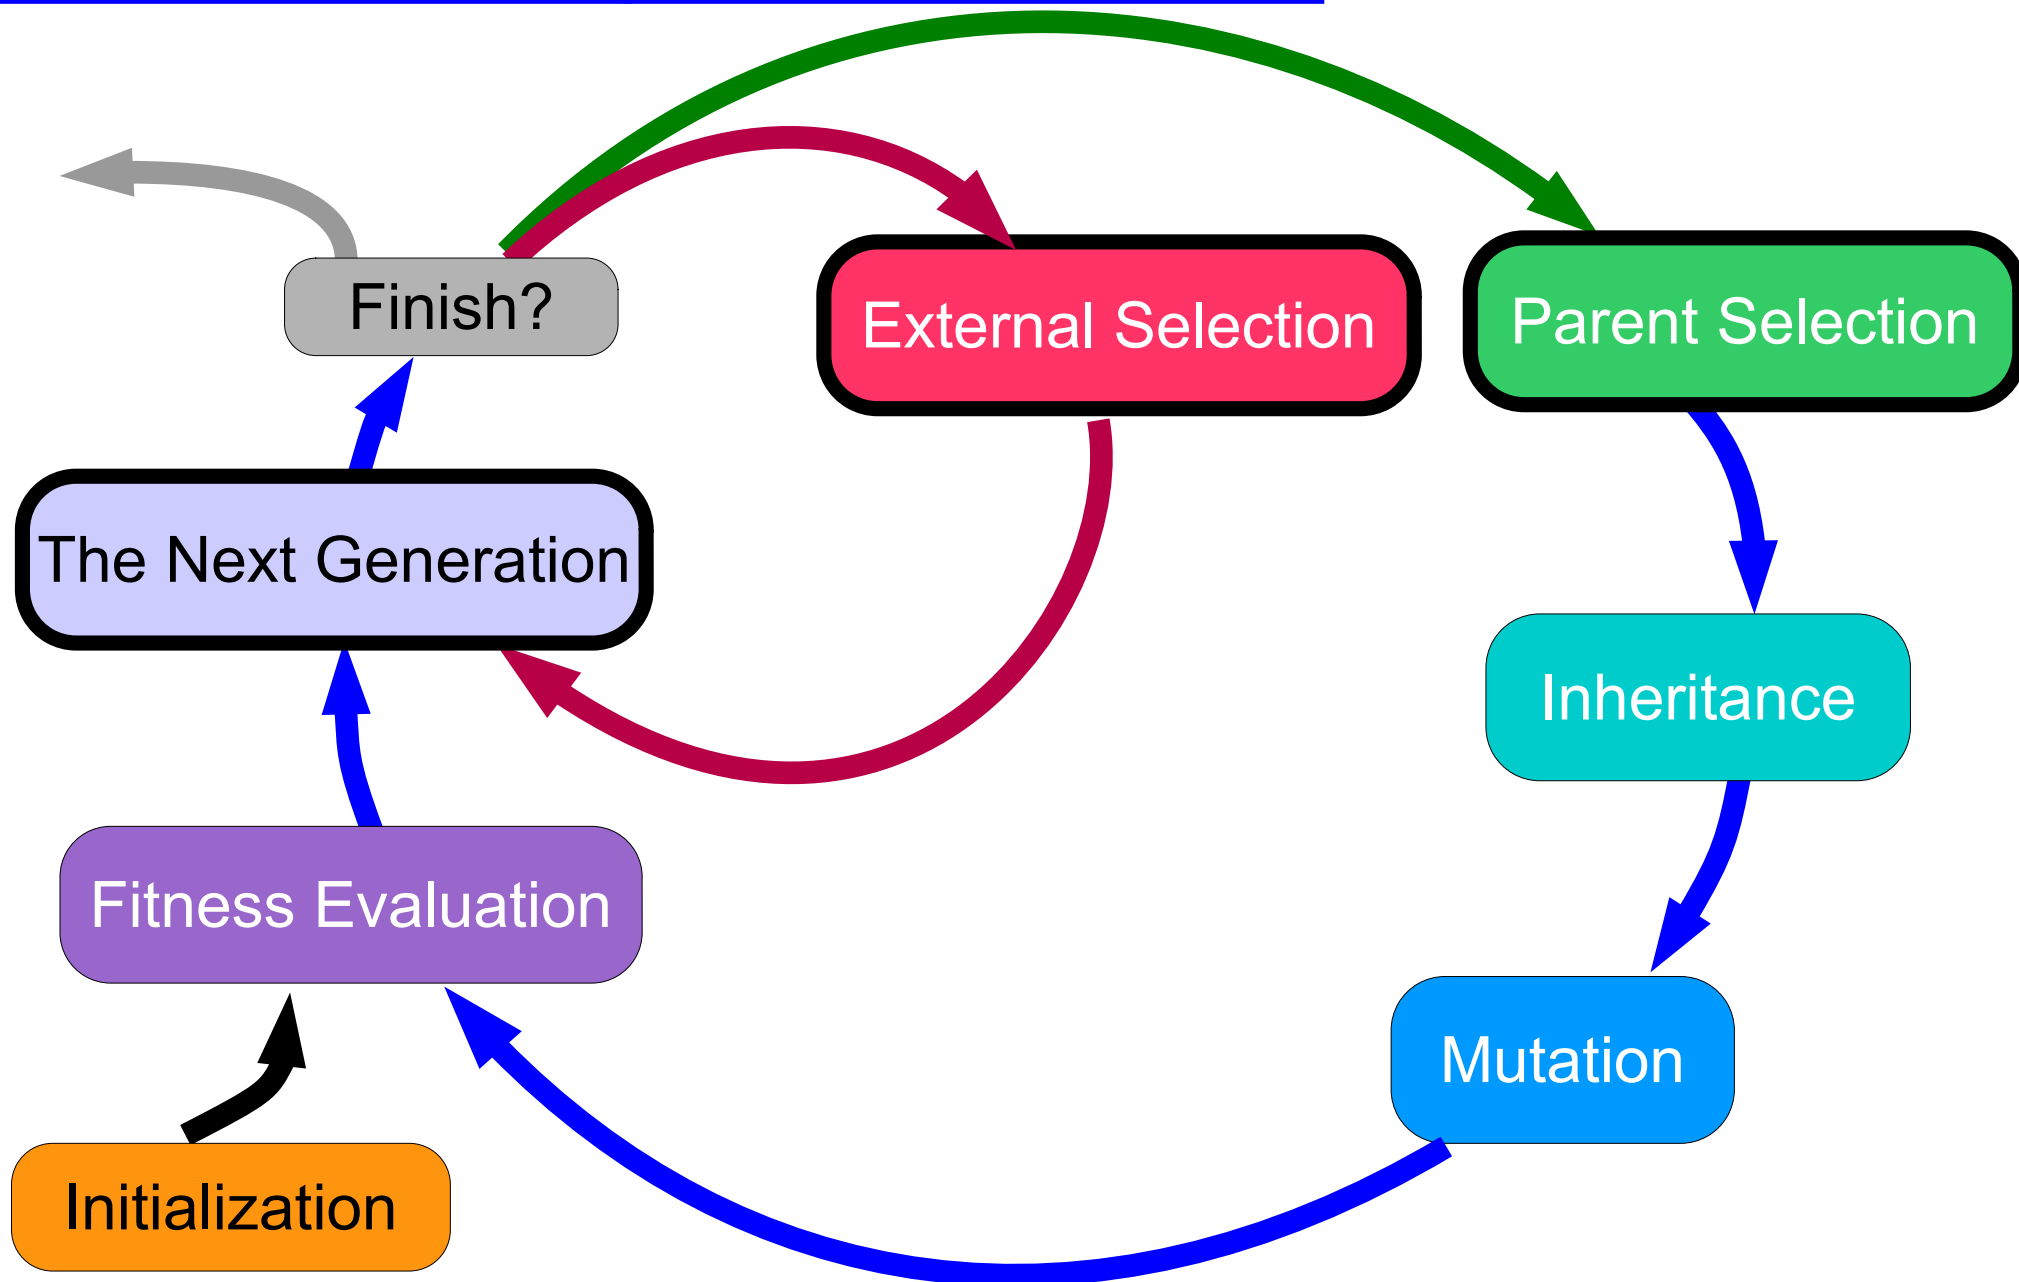 Finish?
External Selection
Parent Selection
The Next Generation
Inheritance
Fitness Evaluation
Mutation
Initialization